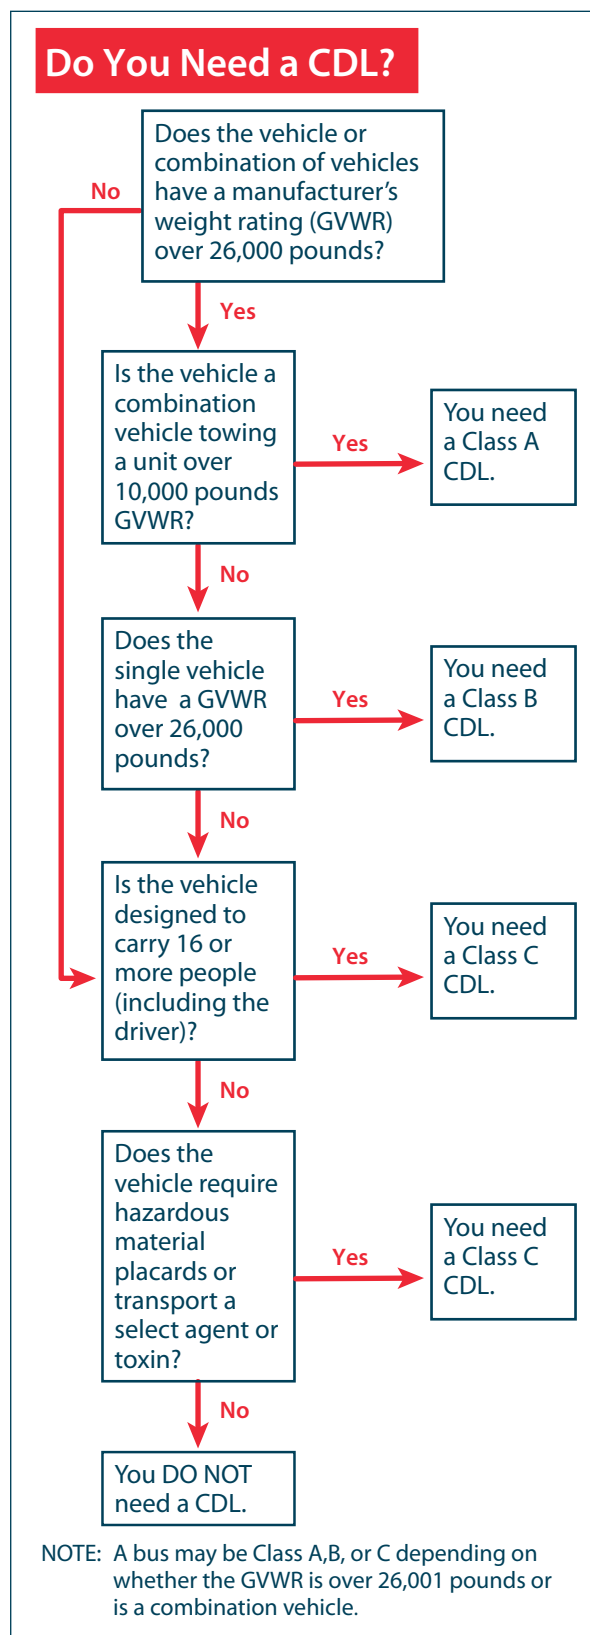 Do You Need a CDL?
Does the vehicle or
combination of vehicles
have a manufacturer’s
weight rating (GVWR)
over 26,000 pounds?
No
Yes
Is the vehicle a
combination
vehicle towing
a unit over
10,000 pounds
GVWR?
Yes
You need
a Class A
CDL.
No
Does the
single vehicle
have a GVWR
over 26,000
pounds?
Yes
You need
a Class B
CDL.
No
Is the vehicle
designed to
carry 16 or
more people
(including the
driver)?
Yes
You need
a Class C
CDL.
No
Does the
vehicle require
hazardous
material
placards or
transport a
select agent or
toxin?
Yes
You need
a Class C
CDL.
No
You DO NOT
need a CDL.
NOTE: A bus may be Class A,B, or C depending on
whether the GVWR is over 26,001 pounds or
is a combination vehicle.